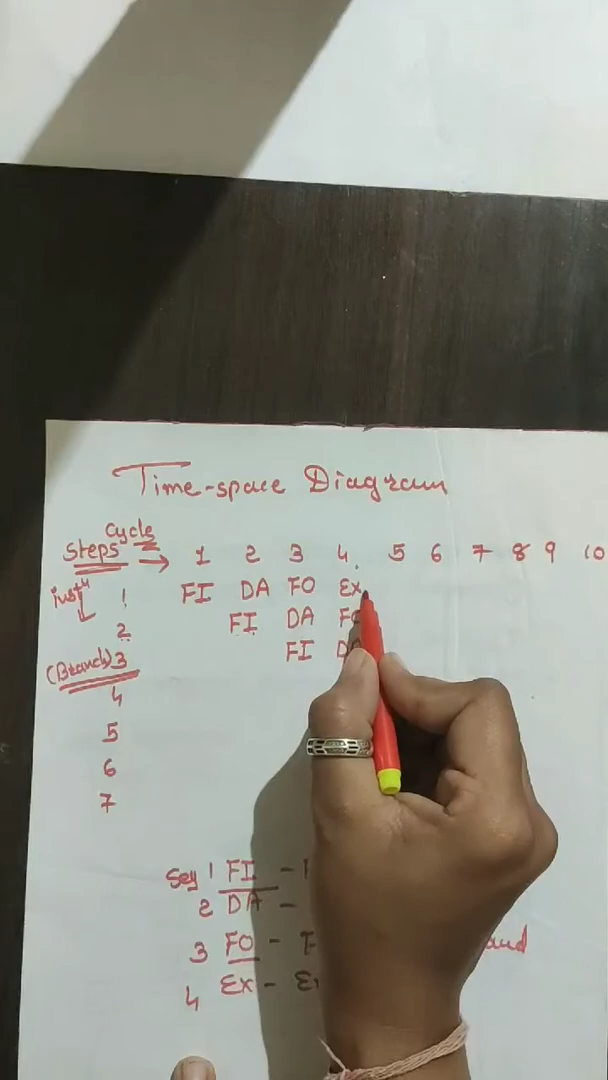 Time-space Diagram
Cycle
Steps → 1 2 3 4. 5 6 7 8 9 10
1 FI DA FO Ex
2 FI DA FO
(Branch) 3 FI
4
5
6
7
Seg 1 FI -
2 DA -
3 FO -
4 Ex -